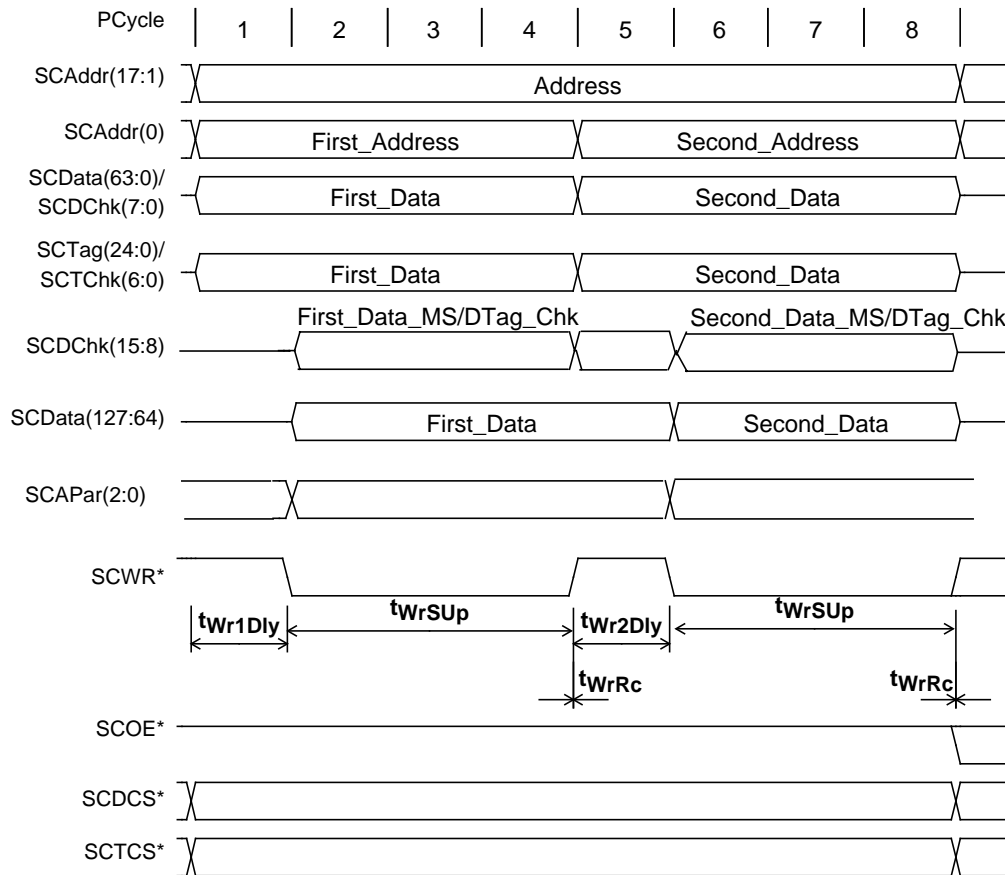 PCycle 1 2 3 4 5 6 7 8
SCAddr(17:1) Address
SCAddr(0) First_Address Second_Address
SCData(63:0)/
SCDChk(7:0) First_Data Second_Data
SCTag(24:0)/
SCTChk(6:0) First_Data Second_Data
First_Data_MS/DTag_Chk Second_Data_MS/DTag_Chk
SCDChk(15:8)
SCData(127:64) First_Data Second_Data
SCAPar(2:0)
SCWR*
tWr1Dly tWrSUp tWr2Dly tWrSUp
tWrRc tWrRc
SCOE*
SCDCS*
SCTCS*